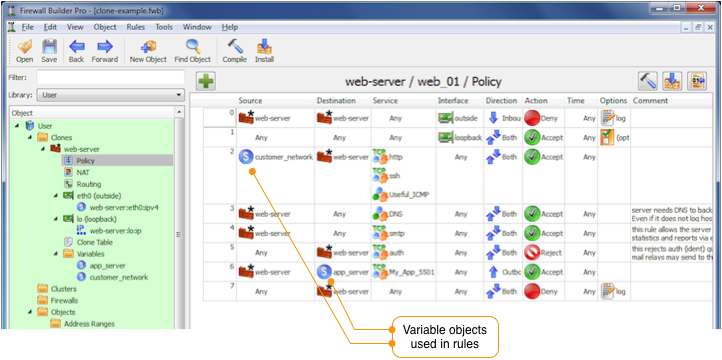 Firewall Builder Pro - [clone-example.fwb]
File Edit View Object Rules Tools Window Help
Open Save Back Forward New Object Find Object Compile Install
Filter:
Library: User
Object
User
Clones
web-server
Policy
NAT
Routing
eth0 (outside)
web-server:eth0:ipv4
lo (loopback)
web-server:lo:ip
Clone Table
Variables
app_server
customer_network
Clusters
Firewalls
Objects
Address Ranges
web-server / web_01 / Policy
Source Destination Service Interface Direction Action Time Options Comment
0 web-server web-server Any outside Inbou Deny Any log
1 Any Any Any loopback Both Accept Any (opt
2 customer_network web-server TCP http Any Both Accept Any
TCP ssh
Useful_ICMP
3 web-server Any DNS Any Both Accept Any server needs DNS to back
Even if it does not log hos
4 web-server Any TCP smtp Any Both Accept Any this rule allows the server
statistics and reports via e
5 Any web-server TCP auth Any Both Reject Any this rejects auth (ident) qu
mail relays may send to th
6 web-server app_server TCP My_App_5501 Any Outbo Accept Any
7 Any web-server Any Any Both Deny Any log
Variable objects
used in rules